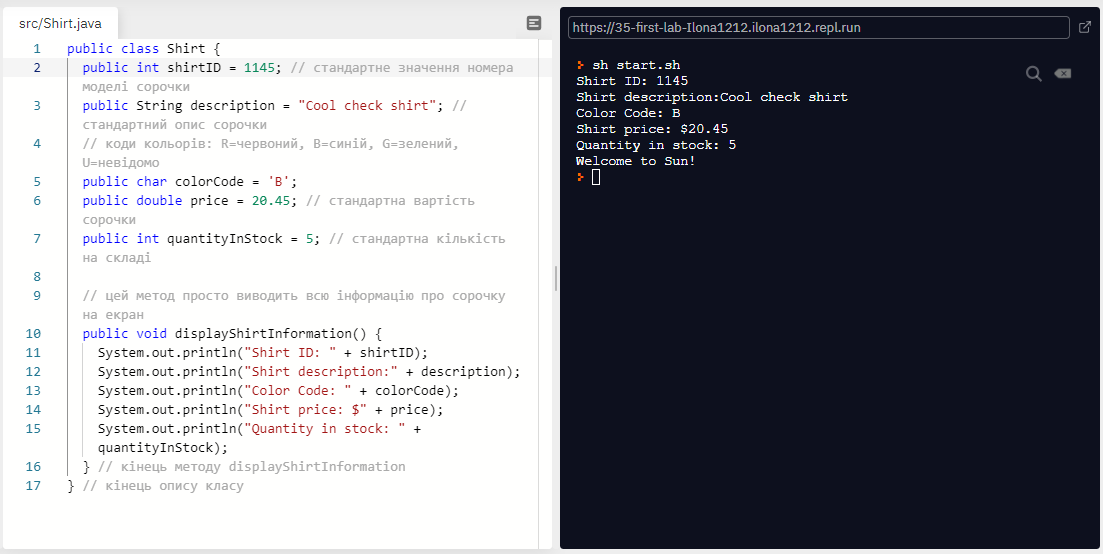 src/Shirt.java
1 public class Shirt {
2 public int shirtID = 1145; // стандартне значення номера
моделі сорочки
3 public String description = "Cool check shirt"; //
стандартний опис сорочки
4 // коди кольорів: R=червоний, B=синій, G=зелений,
U=невідомо
5 public char colorCode = 'B';
6 public double price = 20.45; // стандартна вартість
сорочки
7 public int quantityInStock = 5; // стандартна кількість
на складі
8
9 // цей метод просто виводить всю інформацію про сорочку
на екран
10 public void displayShirtInformation() {
11 System.out.println("Shirt ID: " + shirtID);
12 System.out.println("Shirt description:" + description);
13 System.out.println("Color Code: " + colorCode);
14 System.out.println("Shirt price: $" + price);
15 System.out.println("Quantity in stock: " +
quantityInStock);
16 } // кінець методу displayShirtInformation
17 } // кінець опису класу
https://35-first-lab-Ilona1212.ilona1212.repl.run
sh start.sh
Shirt ID: 1145
Shirt description:Cool check shirt
Color Code: B
Shirt price: $20.45
Quantity in stock: 5
Welcome to Sun!